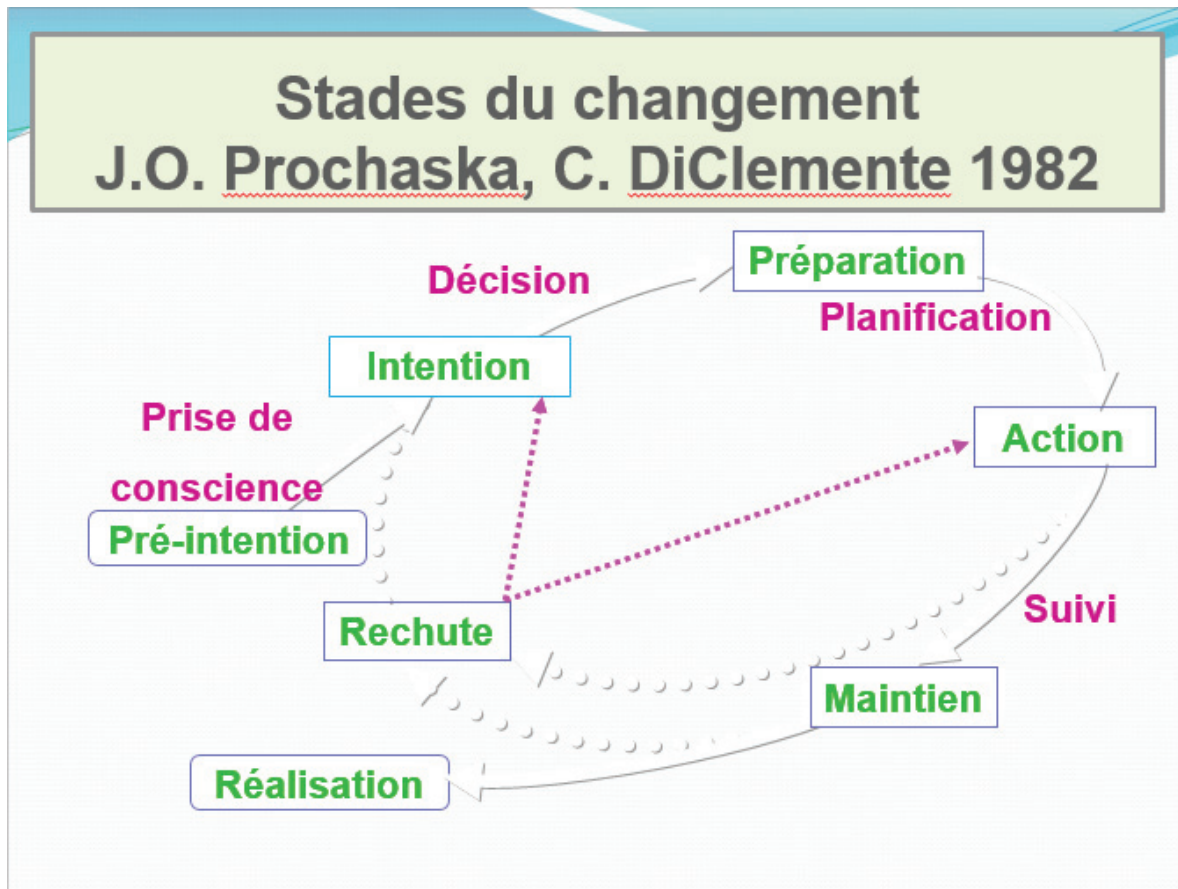 Stades du changement
J.O. Prochaska, C. DiClemente 1982
Préparation
Décision
Planification
Intention
Prise de
conscience
Action
Pré-intention
Suivi
Rechute
Maintien
Réalisation